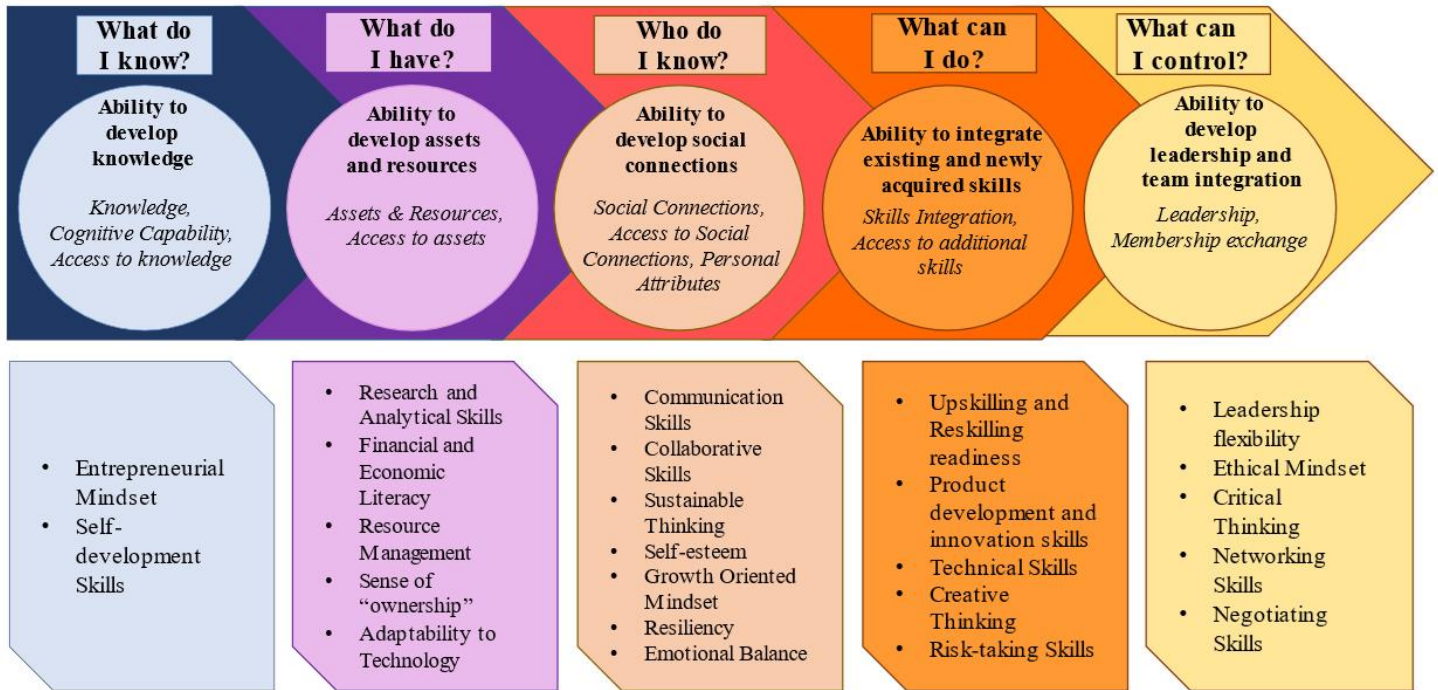 What do
I know?
Ability to
develop
knowledge
Knowledge,
Cognitive Capability,
Access to knowledge
What do
I have?
Ability to
develop assets
and resources
Assets & Resources,
Access to assets
Who do
I know?
Ability to
develop social
connections
Social Connections,
Access to Social
Connections, Personal
Attributes
What can
I do?
Ability to integrate
existing and newly
acquired skills
Skills Integration,
Access to additional
skills
What can
I control?
Ability to
develop
leadership and
team integration
Leadership,
Membership exchange
• Entrepreneurial
Mindset
• Self-
development
Skills
• Research and
Analytical Skills
• Financial and
Economic
Literacy
• Resource
Management
• Sense of
“ownership”
• Adaptability to
Technology
• Communication
Skills
• Collaborative
Skills
• Sustainable
Thinking
• Self-esteem
• Growth Oriented
Mindset
• Resiliency
• Emotional Balance
• Upskilling and
Reskilling
readiness
• Product
development and
innovation skills
• Technical Skills
• Creative
Thinking
• Risk-taking Skills
• Leadership
flexibility
• Ethical Mindset
• Critical
Thinking
• Networking
Skills
• Negotiating
Skills